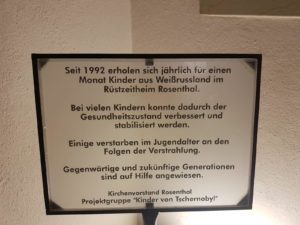 Seit 1992 erholen sich jährlich für einen
Monat Kinder aus Weißrussland im
Rüstzeitheim Rosenthal.
Bei vielen Kindern konnte dadurch der
Gesundheitszustand verbessert und
stabilisiert werden.
Einige verstarben im Jugendalter an den
Folgen der Verstrahlung.
Gegenwärtige und zukünftige Generationen
sind auf Hilfe angewiesen.
Kirchenvorstand Rosenthal
Projektgruppe "Kinder von Tschernobyl"